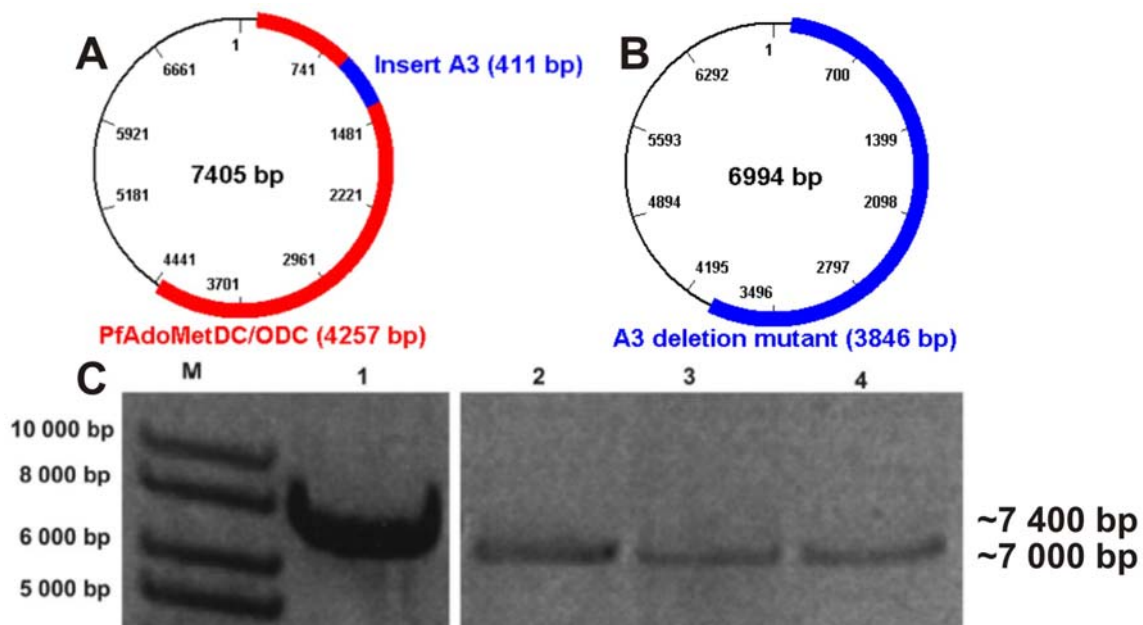 A
1
741
1481
2221
2961
3701
4441
5181
5921
6661
7405 bp
Insert A3 (411 bp)
PfAdoMetDC/ODC (4257 bp)
B
1
700
1399
2098
2797
3496
4195
4894
5593
6292
6994 bp
A3 deletion mutant (3846 bp)
C
M 1 2 3 4
10 000 bp
8 000 bp
6 000 bp
5 000 bp
~7 400 bp
~7 000 bp